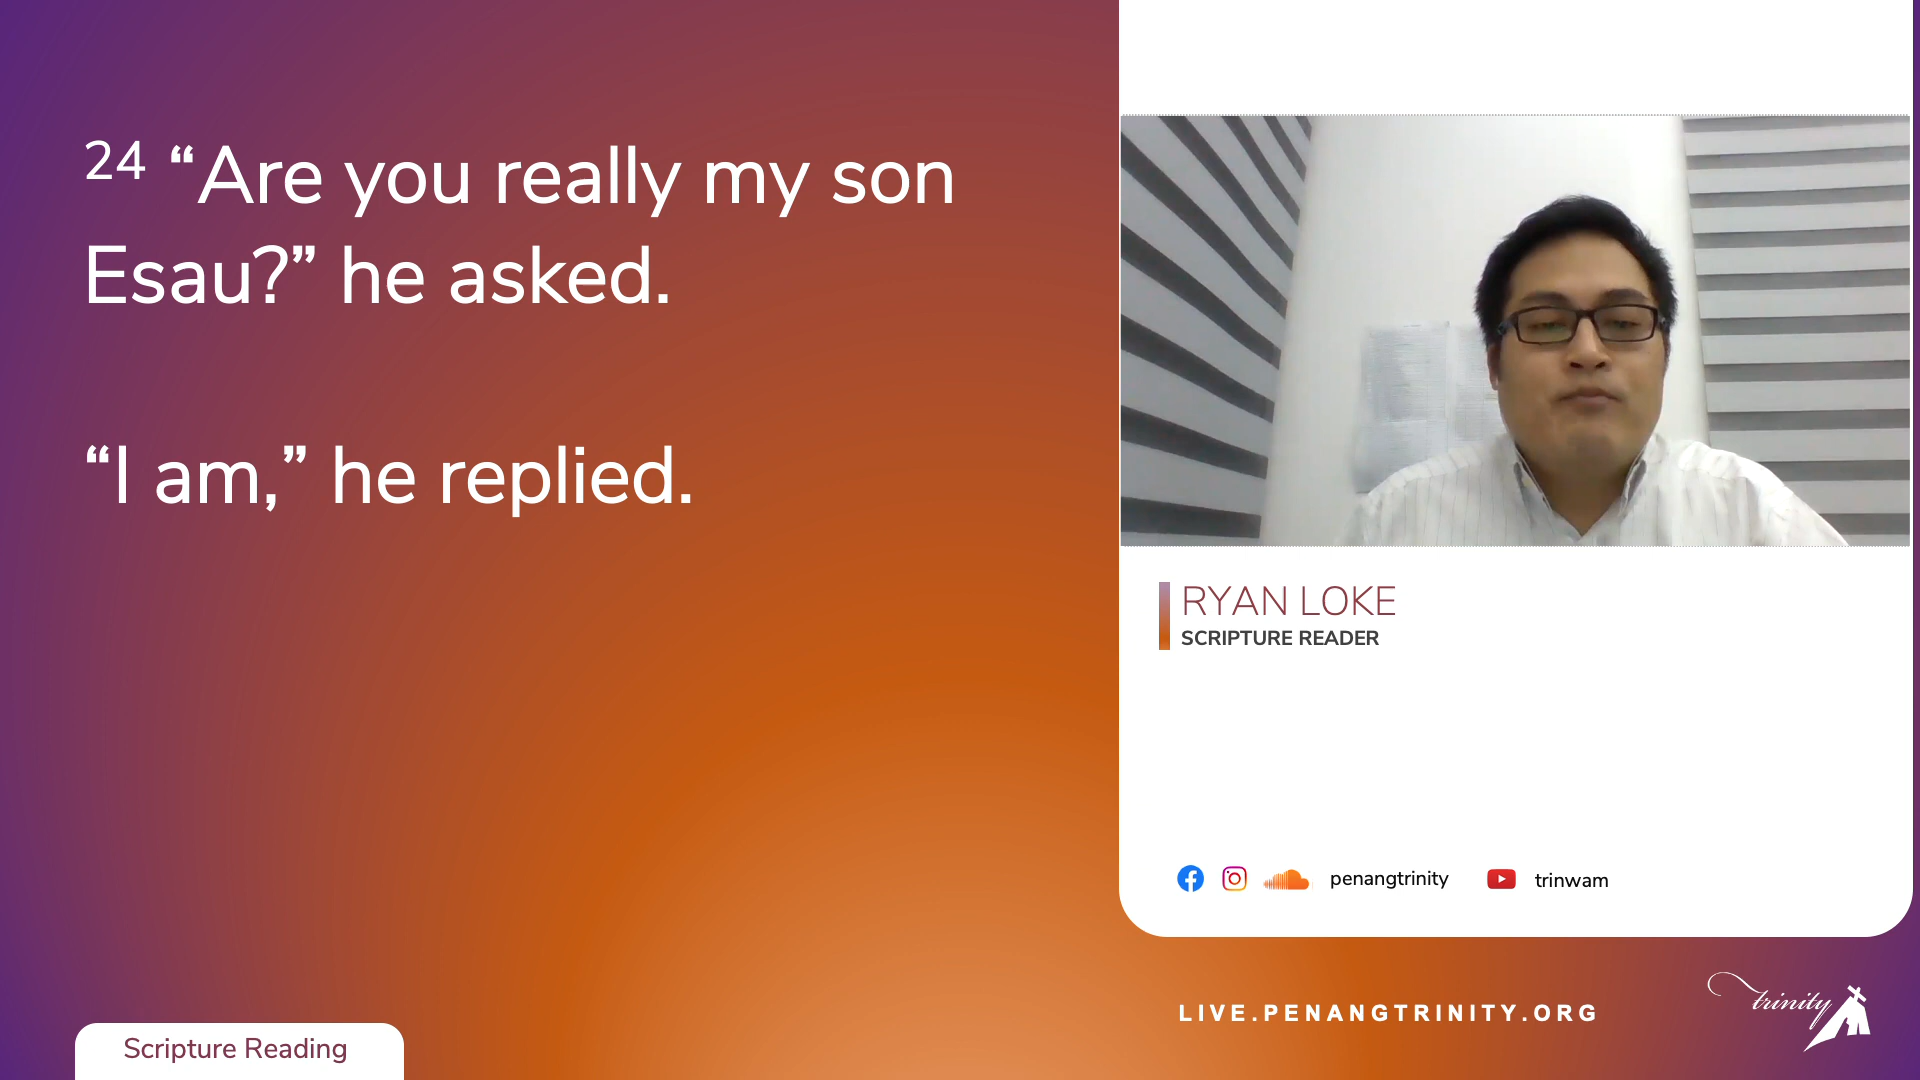 24 “Are you really my son
Esau?” he asked.
“I am,” he replied.
RYAN LOKE
SCRIPTURE READER
penangtrinity
trinwam
LIVE.PENANGTRINITY.ORG
trinity
Scripture Reading